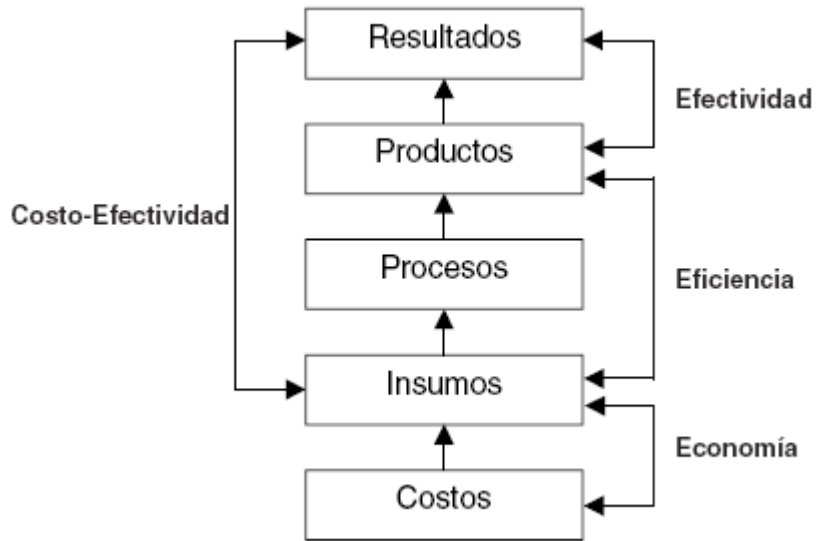 Resultados
Efectividad
Productos
Costo-Efectividad
Procesos
Eficiencia
Insumos
Economía
Costos